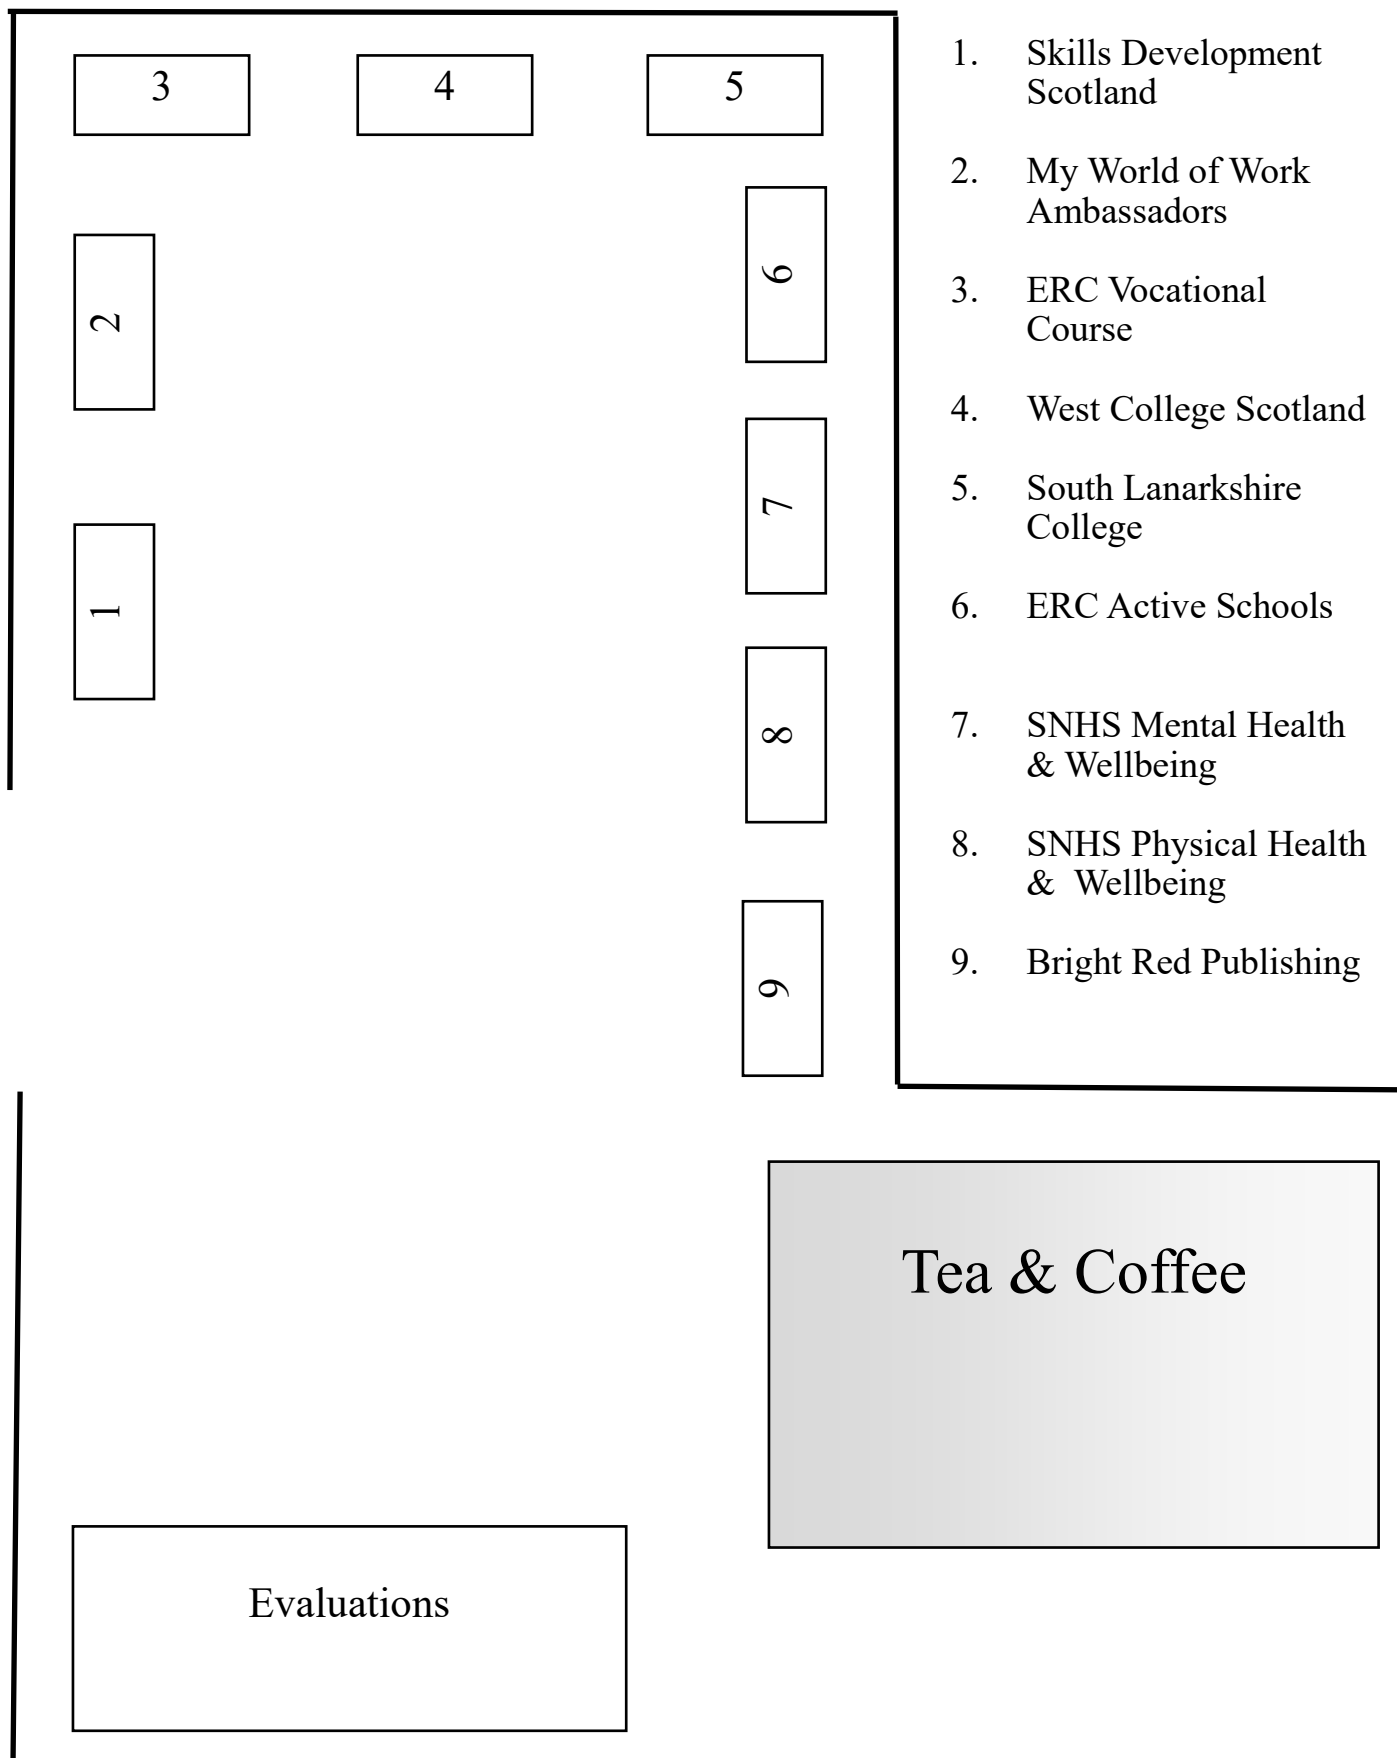 3
4
5
2
1
6
7
8
9
1. Skills Development
Scotland
2. My World of Work
Ambassadors
3. ERC Vocational
Course
4. West College Scotland
5. South Lanarkshire
College
6. ERC Active Schools
7. SNHS Mental Health
& Wellbeing
8. SNHS Physical Health
&  Wellbeing
9. Bright Red Publishing
Tea & Coffee
Evaluations